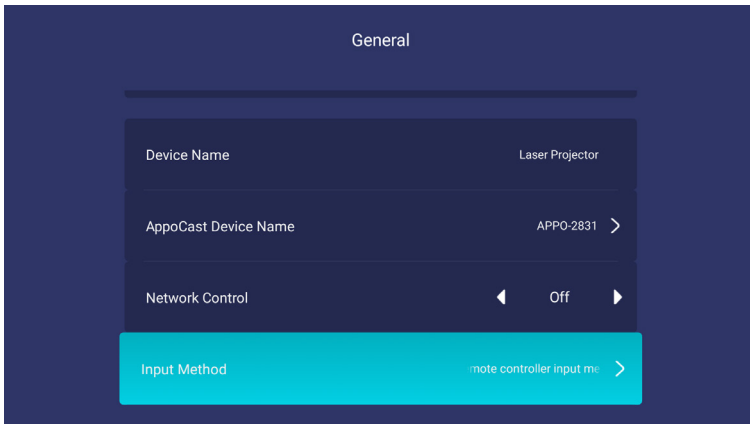 General
Device Name Laser Projector
AppoCast Device Name APPO-2831
Network Control Off
Input Method mote controller input me